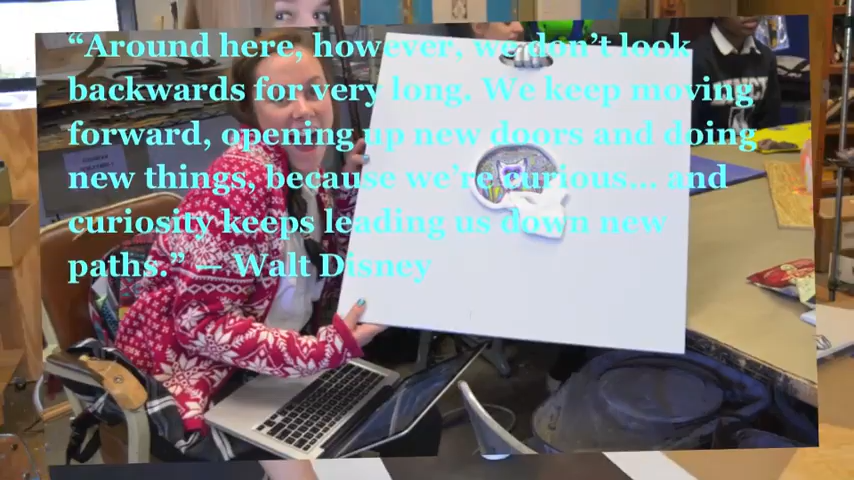 “Around here, however, we don’t look
backwards for very long. We keep moving
forward, opening up new doors and doing
new things, because we’re curious... and
curiosity keeps leading us down new
paths.” – Walt Disney